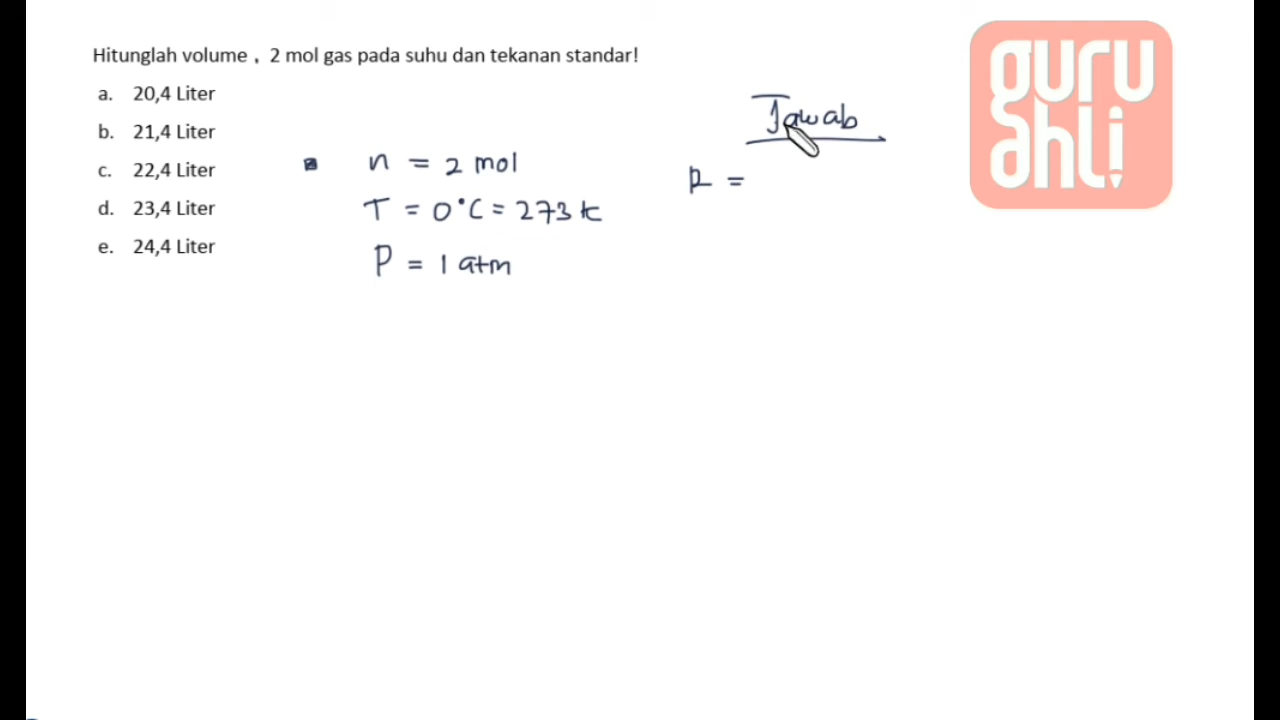 Hitunglah volume , 2 mol gas pada suhu dan tekanan standar!
a. 20,4 Liter
b. 21,4 Liter
c. 22,4 Liter
d. 23,4 Liter
e. 24,4 Liter
n = 2 mol
T = 0°C = 273 K
P = 1 atm
Jawab
R =
guru
ahli